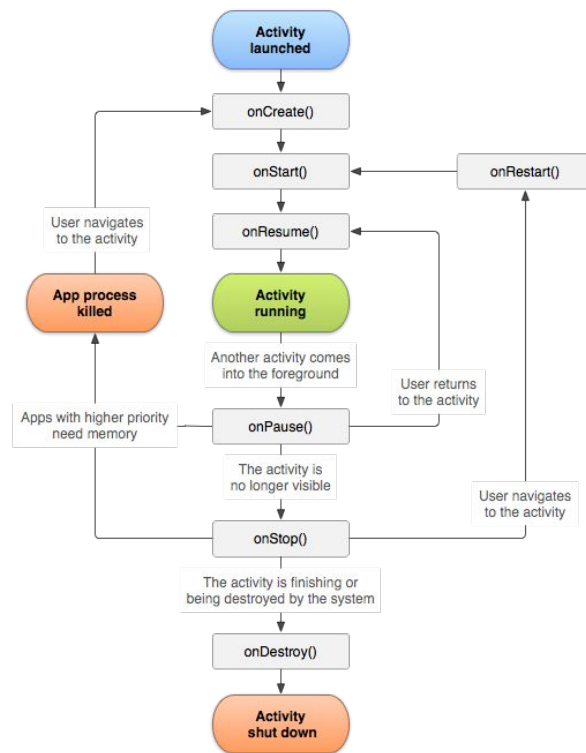 Activity
launched
onCreate()
onStart()
onRestart()
User navigates
to the activity
onResume()
App process
killed
Activity
running
Another activity comes
into the foreground
User returns
to the activity
Apps with higher priority
need memory
onPause()
The activity is
no longer visible
User navigates
to the activity
onStop()
The activity is finishing or
being destroyed by the system
onDestroy()
Activity
shut down